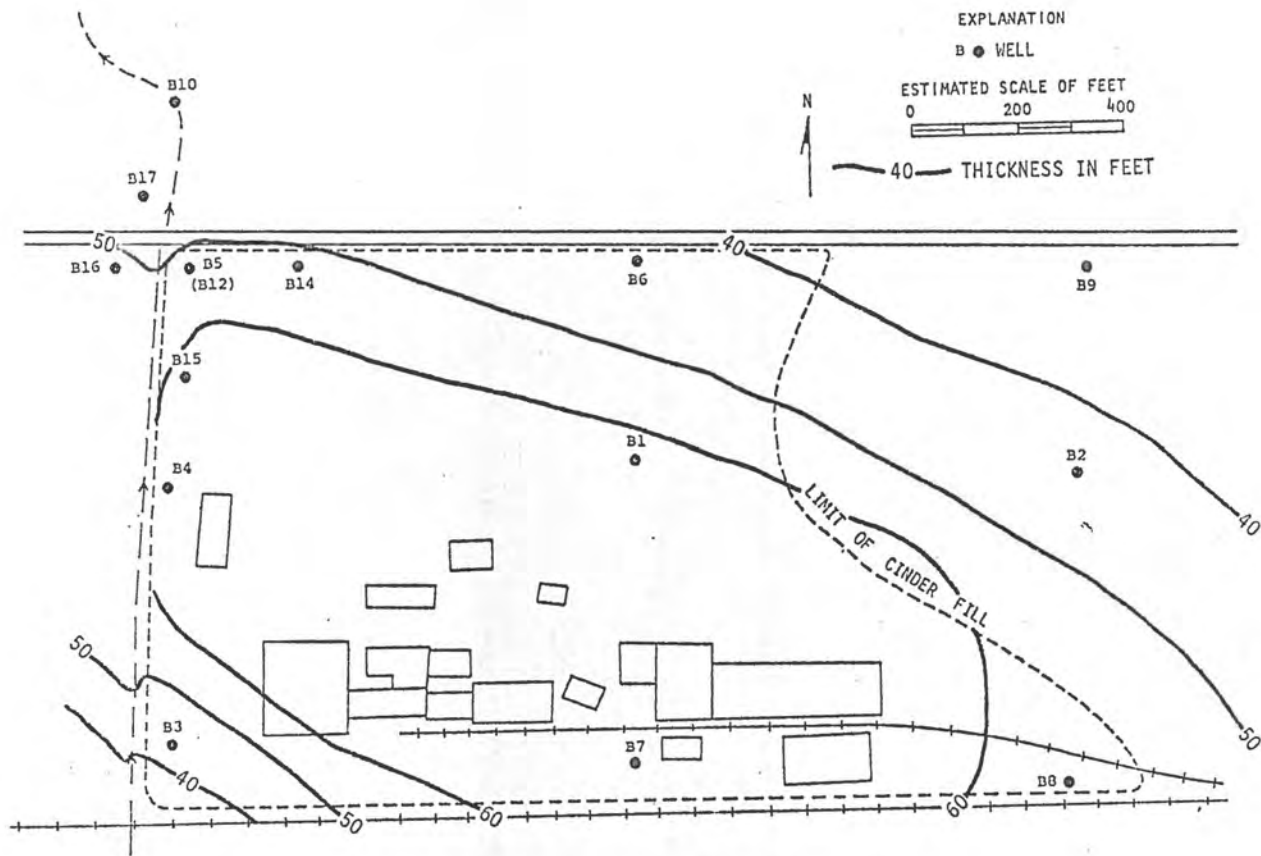 EXPLANATION
B WELL
ESTIMATED SCALE OF FEET
0 200 400
N
40 THICKNESS IN FEET
B10
B17
50
40
B16
B5
(B12)
B14
B6
B9
B15
B1
B2
B4
40
LIMIT OF CINDER FILL
50
50
B3
B7
B8
40
50
60
60